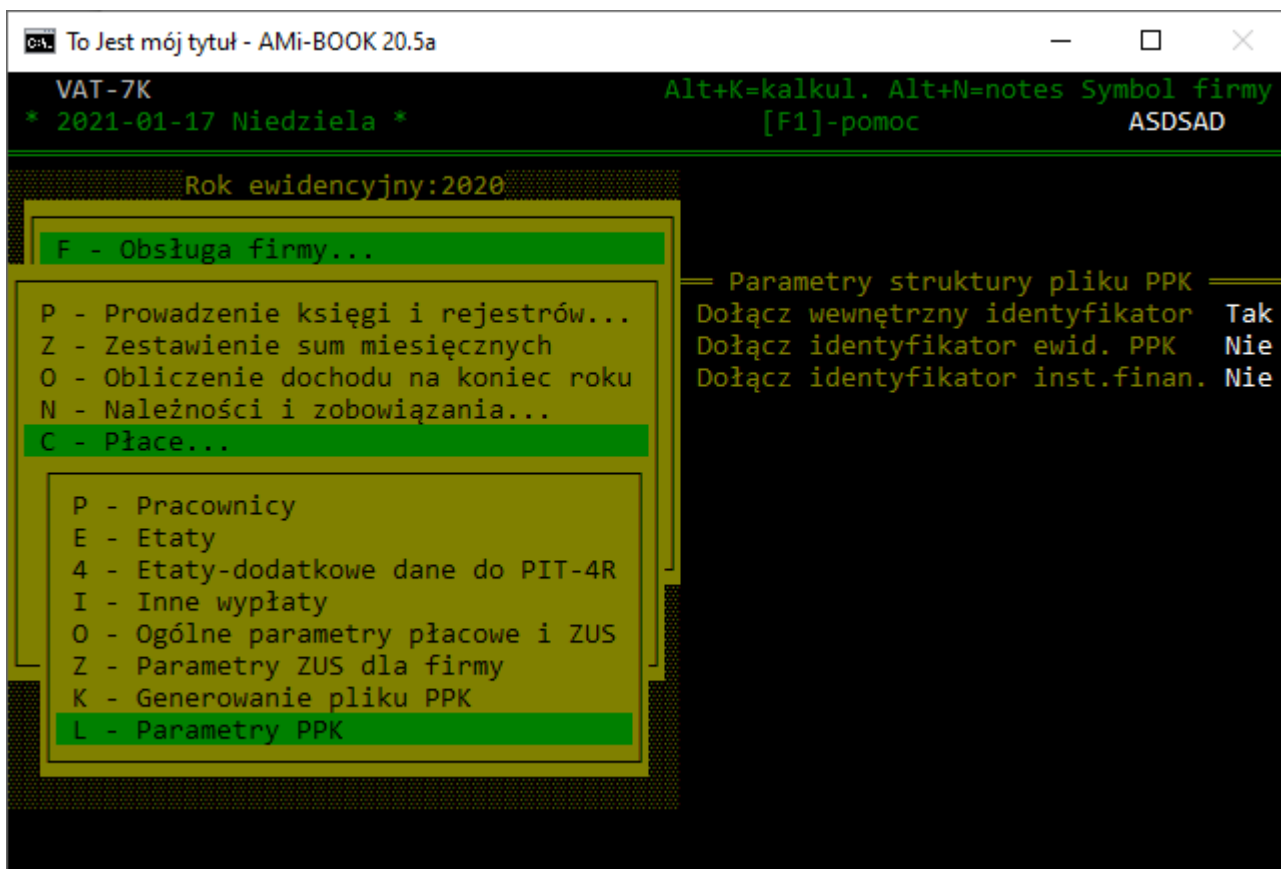 To Jest mój tytuł - AMi-BOOK 20.5a
VAT-7K Alt+K=kalkul. Alt+N=notes Symbol firmy
* 2021-01-17 Niedziela * [F1]-pomoc ASDSAD
Rok ewidencyjny:2020
F - Obsługa firmy...
P - Prowadzenie księgi i rejestrów...
Z - Zestawienie sum miesięcznych
O - Obliczenie dochodu na koniec roku
N - Należności i zobowiązania...
C - Płace...
P - Pracownicy
E - Etaty
4 - Etaty-dodatkowe dane do PIT-4R
I - Inne wypłaty
O - Ogólne parametry płacowe i ZUS
Z - Parametry ZUS dla firmy
K - Generowanie pliku PPK
L - Parametry PPK
Parametry struktury pliku PPK
Dołącz wewnętrzny identyfikator Tak
Dołącz identyfikator ewid. PPK Nie
Dołącz identyfikator inst.finan. Nie